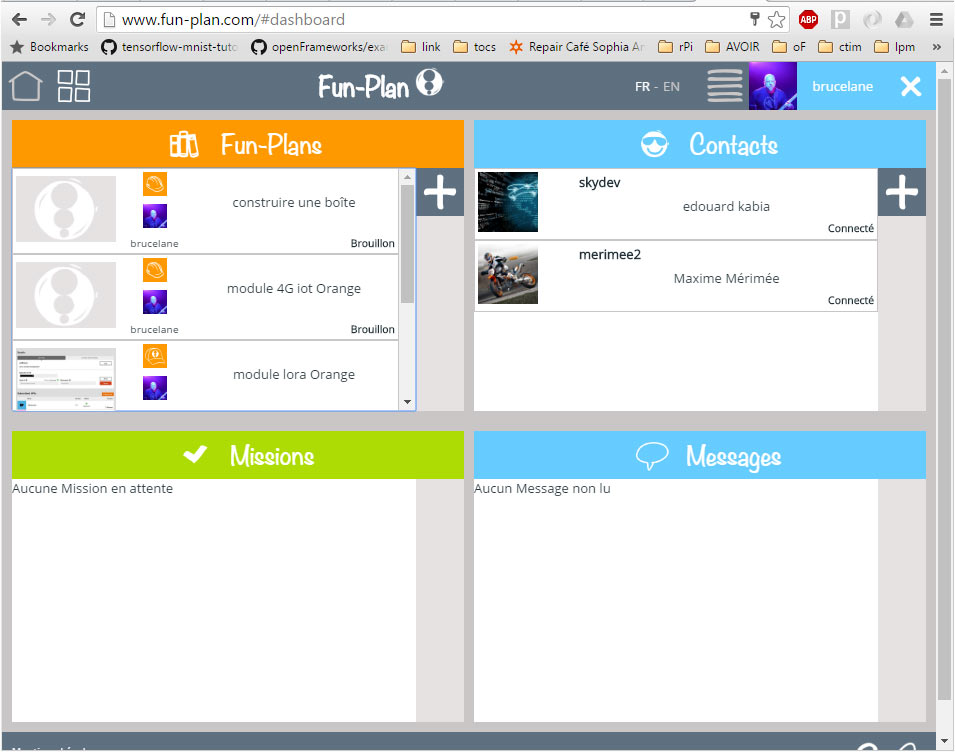 www.fun-plan.com/#dashboard
ABP
Bookmarks tensorflow-mnist-tuto openFrameworks/exa link tocs Repair Café Sophia Ar rPi AVOIR oF ctim lpm »
Fun-Plan FR - EN brucelane
Fun-Plans
construire une boîte
brucelane Brouillon
module 4G iot Orange
brucelane Brouillon
module lora Orange
Contacts
skydev
edouard kabia
Connecté
merimee2
Maxime Mérimée
Connecté
Missions
Aucune Mission en attente
Messages
Aucun Message non lu